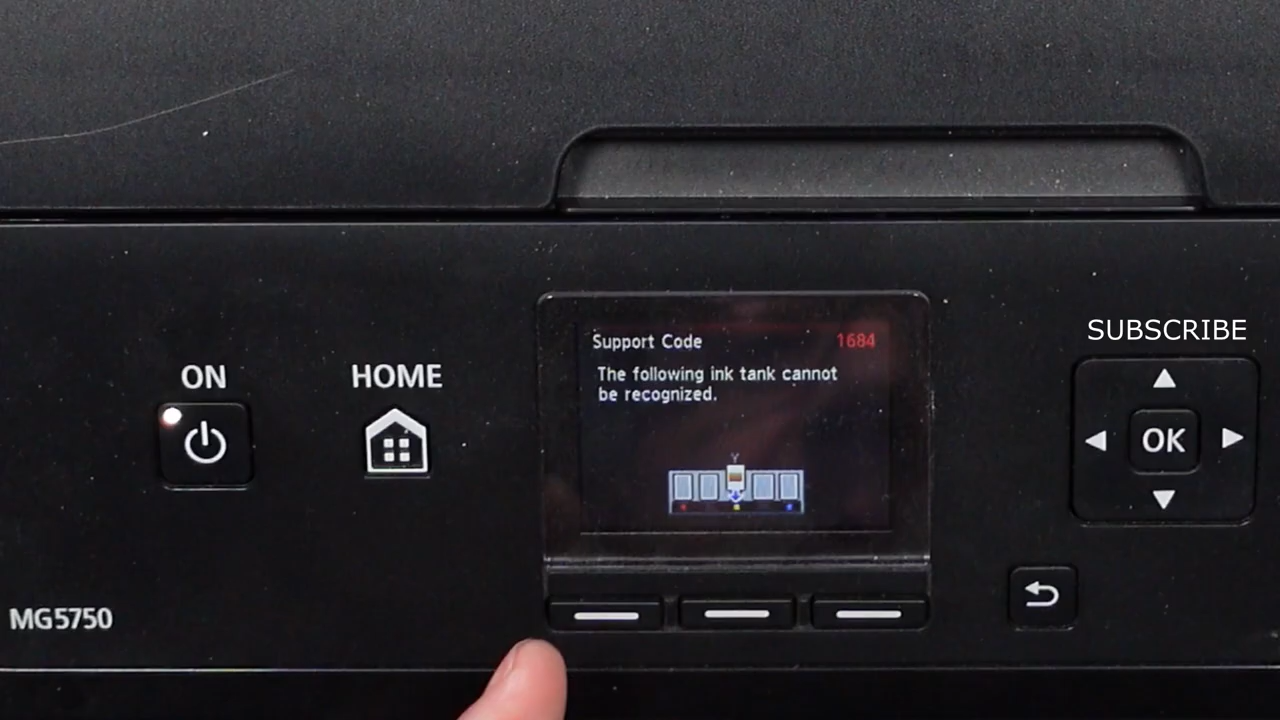 SUBSCRIBE
Support Code 1684
The following ink tank cannot
be recognized.
ON
HOME
Y
OK
MG5750